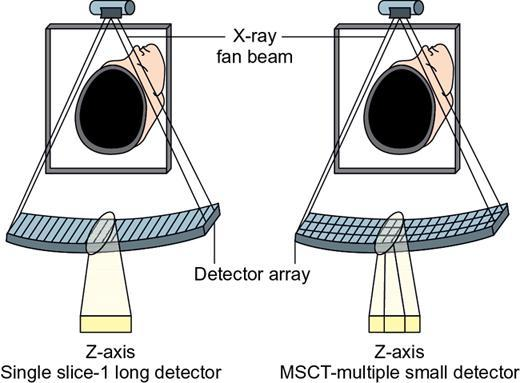 X-ray
fan beam
Detector array
Z-axis
Single slice-1 long detector
Z-axis
MSCT-multiple small detector